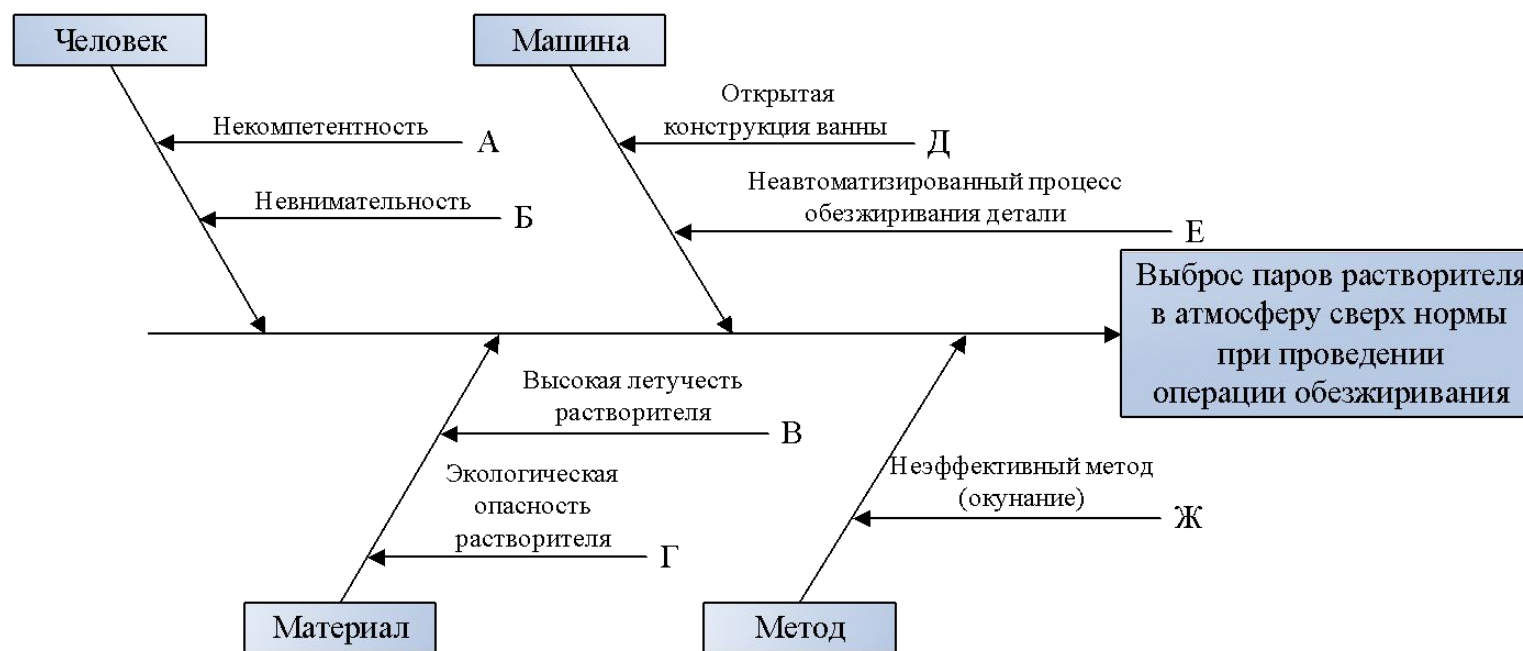 Человек
Машина
Некомпетентность
А
Невнимательность
Б
Открытая
конструкция ванны
Д
Неавтоматизированный процесс
обезжиривания детали
Е
Выброс паров растворителя
в атмосферу сверх нормы
при проведении
операции обезжиривания
Высокая летучесть
растворителя
В
Экологическая
опасность
растворителя
Г
Неэффективный метод
(окунание)
Ж
Материал
Метод